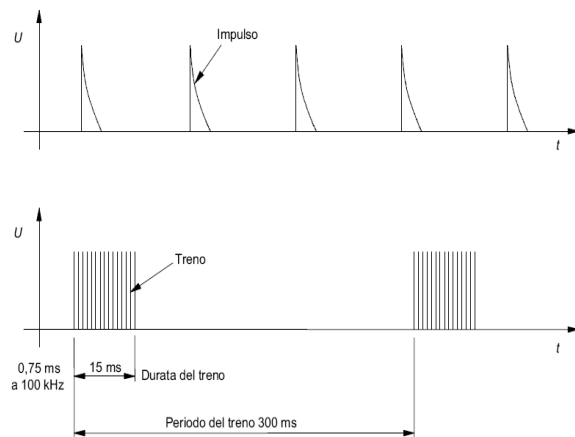 U
Impulso
t
U
Treno
t
0,75 ms
a 100 kHz
15 ms
Durata del treno
Periodo del treno 300 ms